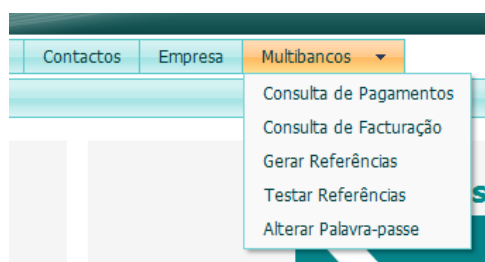 Contactos Empresa Multibancos
Consulta de Pagamentos
Consulta de Facturação
Gerar Referências
Testar Referências
Alterar Palavra-passe